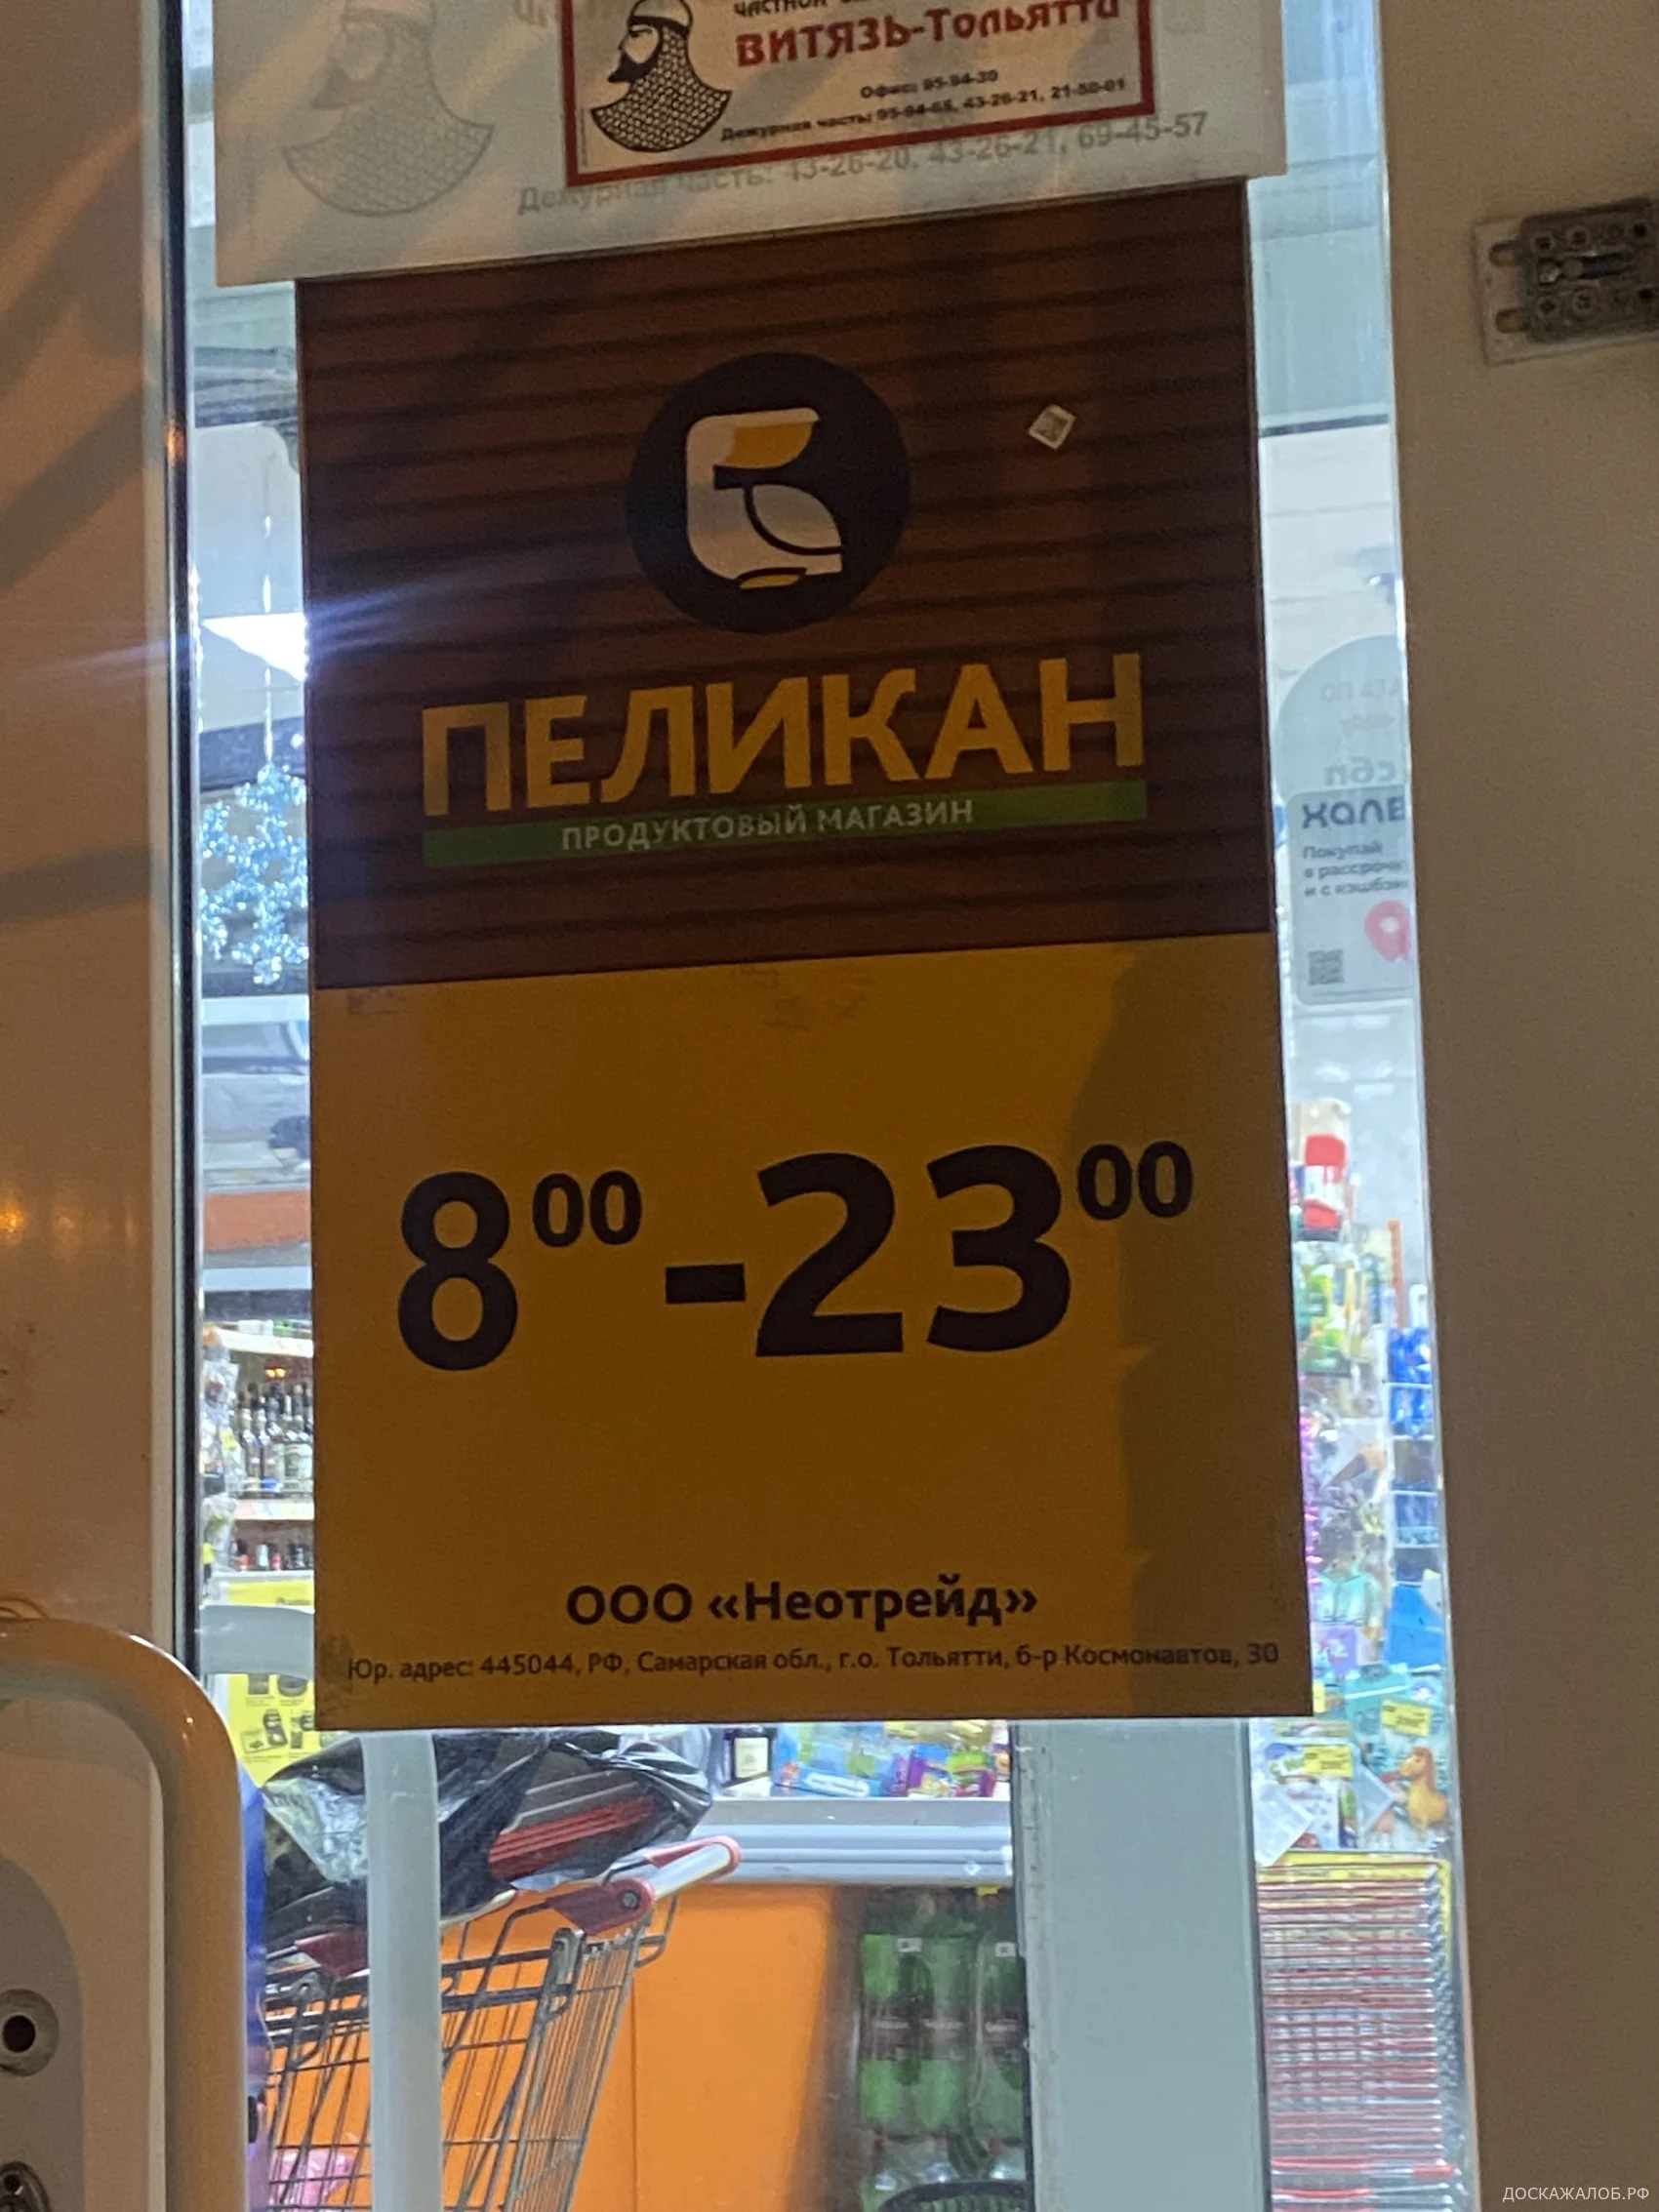 ВИТЯЗЬ-Тольятти
Офис: 95-94-30
Дежурная часть: 95-94-65, 43-26-21, 21-50-01
Дежурная часть: 43-26-20, 43-26-21, 69-45-57
ПЕЛИКАН
ПРОДУКТОВЫЙ МАГАЗИН
8⁰⁰-23⁰⁰
ООО «Неотрейд»
Юр. адрес: 445044, РФ, Самарская обл., г.о. Тольятти, б-р Космонавтов, 30
сбп
Покупай
в
и с
ДОСКАЖАЛОБ.РФ